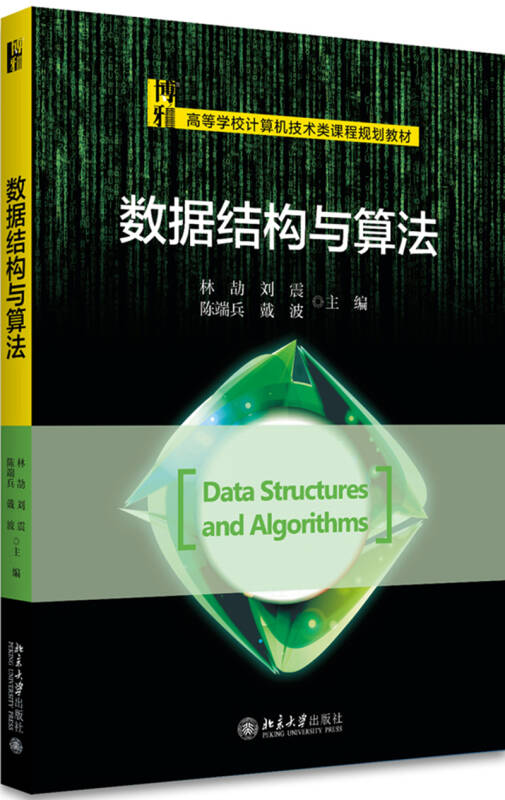 博雅
高等学校计算机技术类课程规划教材
数据结构与算法
林 劼 刘 震
陈端兵 戴 波 ◎主 编
Data Structures
and Algorithms
北京大学出版社
PEKING UNIVERSITY PRESS
博雅
数据结构与算法
林 劼 刘 震
陈端兵 戴 波 ◎主 编
北京大学出版社
PEKING
UNIVERSITY PRESS